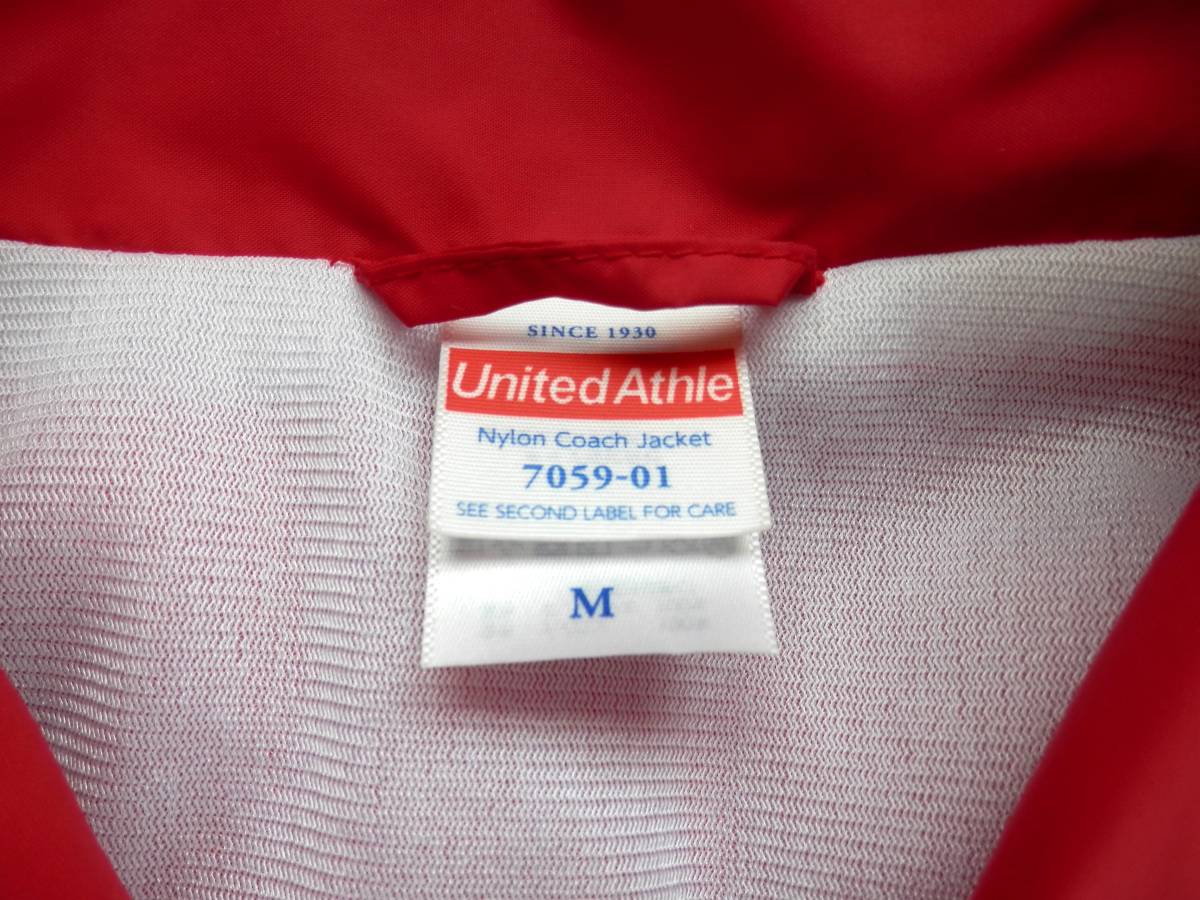 SINCE 1930
United Athle
Nylon Coach Jacket
7059-01
SEE SECOND LABEL FOR CARE
M